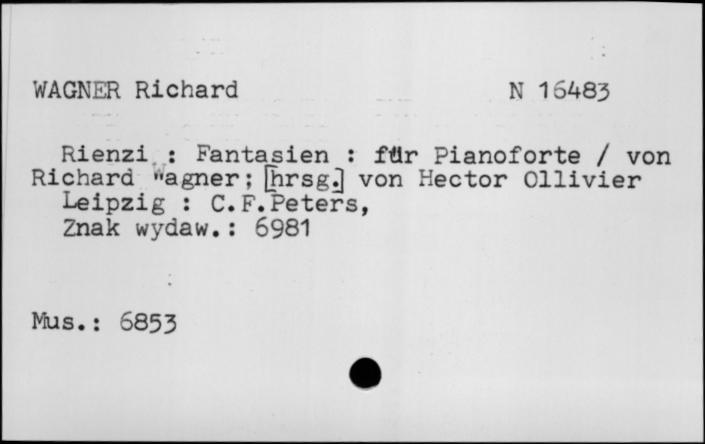 WAGNER Richard N 16483
Rienzi : Fantasien : für Pianoforte / von
Richard Wagner; [hrsg.] von Hector Ollivier
Leipzig : C.F.Peters,
Znak wydaw.: 6981
Mus.: 6853